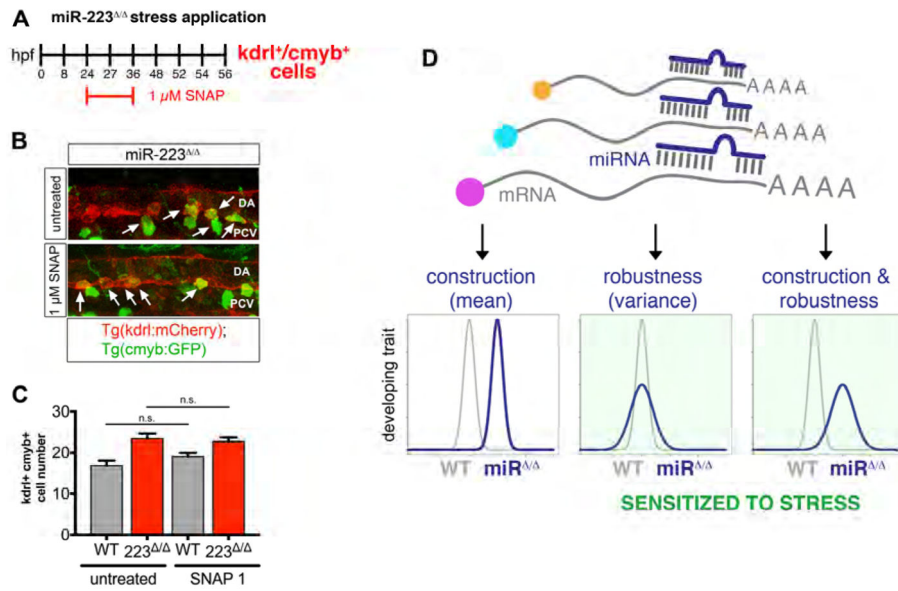 A
miR-223Δ/Δ stress application
hpf
0 8 24 36 48 52 54 56
kdrl+/cmyb+
cells
1 µM SNAP
B
miR-223Δ/Δ
untreated
DA
PCV
1 µM SNAP
DA
PCV
Tg(kdrl:mCherry);
Tg(cmyb:GFP)
C
kdrl+ cmyb+
cell number
30
20
10
0
n.s.
n.s.
WT 223Δ/Δ WT 223Δ/Δ
untreated SNAP 1
D
AAAA
AAAA
miRNA
mRNA
AAAA
construction
(mean)
robustness
(variance)
construction &
robustness
developing trait
WT miRΔ/Δ
WT miRΔ/Δ
WT miRΔ/Δ
SENSITIZED TO STRESS